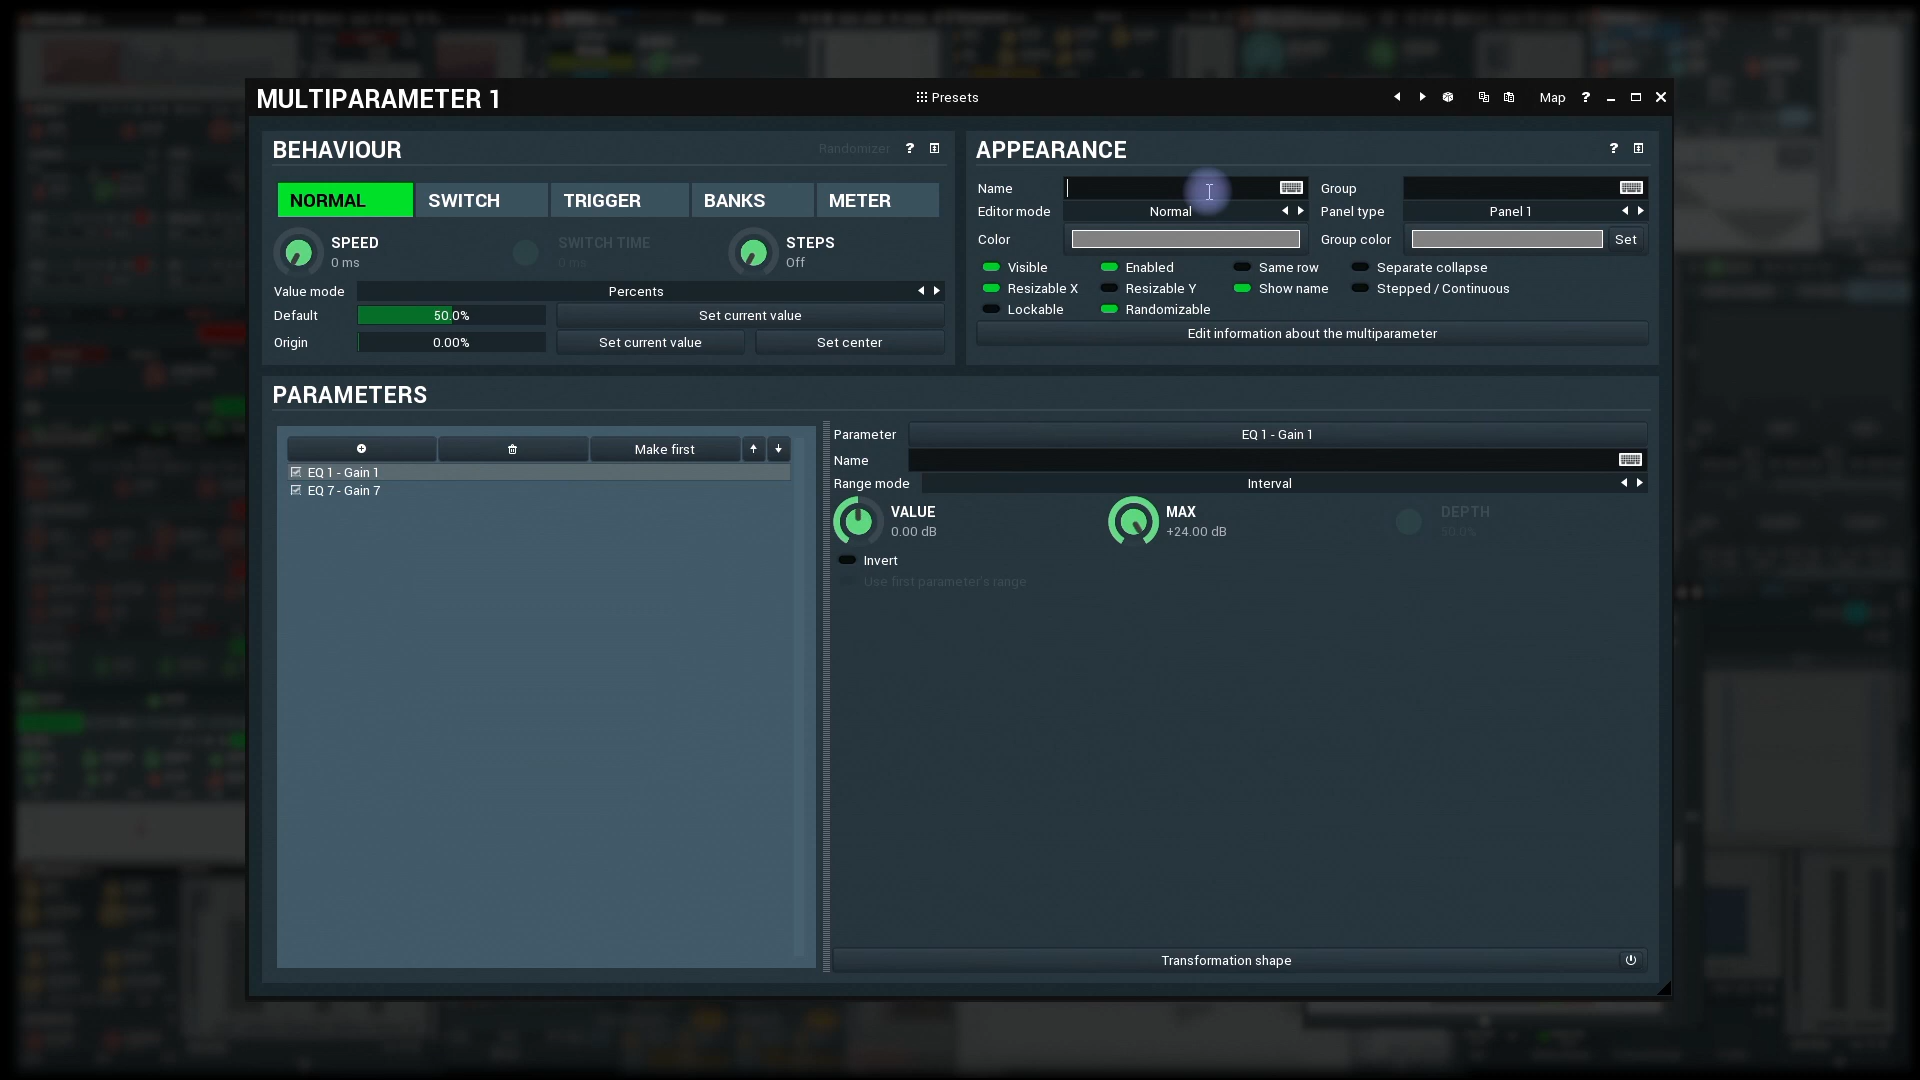 MULTIPARAMETER 1
Presets
Map ?
BEHAVIOUR
Randomizer ?
NORMAL SWITCH TRIGGER BANKS METER
SPEED
0 ms
SWITCH TIME
0 ms
STEPS
Off
Value mode Percents
Default 50.0% Set current value
Origin 0.00% Set current value Set center
APPEARANCE
?
Name Group
Editor mode Normal Panel type Panel 1
Color Group color Set
Visible Enabled Same row Separate collapse
Resizable X Resizable Y Show name Stepped / Continuous
Lockable Randomizable
Edit information about the multiparameter
PARAMETERS
Make first
EQ 1 - Gain 1
EQ 7 - Gain 7
Parameter EQ 1 - Gain 1
Name
Range mode Interval
VALUE
0.00 dB
MAX
+24.00 dB
DEPTH
50.0%
Invert
Use first parameter's range
Transformation shape